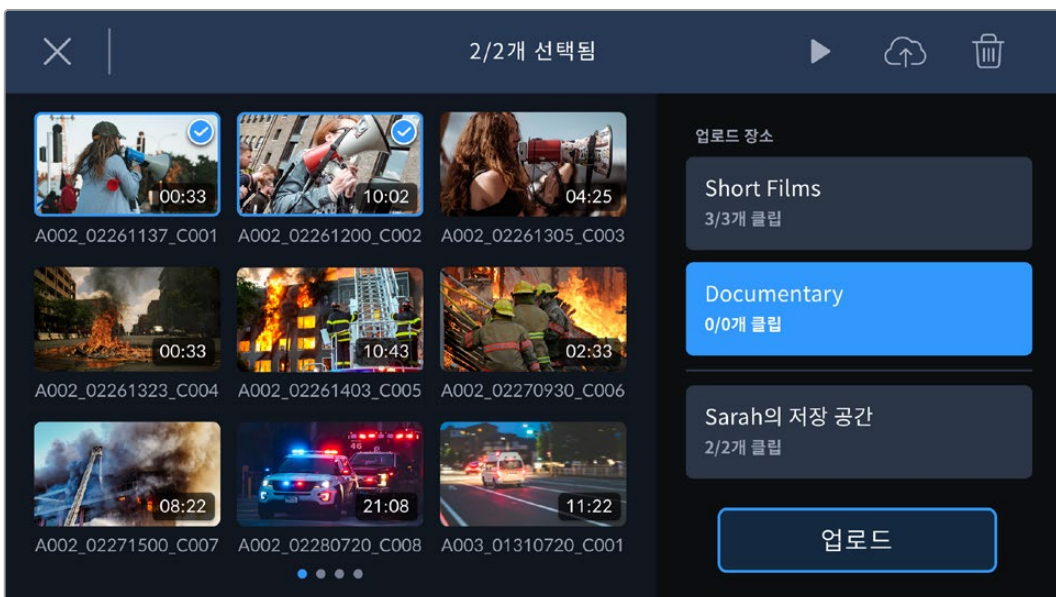 2/2개 선택됨
00:33
10:02
04:25
A002_02261137_C001
A002_02261200_C002
A002_02261305_C003
00:33
10:43
02:33
A002_02261323_C004
A002_02261403_C005
A002_02270930_C006
46
08:22
21:08
11:22
A002_02271500_C007
A002_02280720_C008
A003_01310720_C001
업로드 장소
Short Films
3/3개 클립
Documentary
0/0개 클립
Sarah의 저장 공간
2/2개 클립
업로드